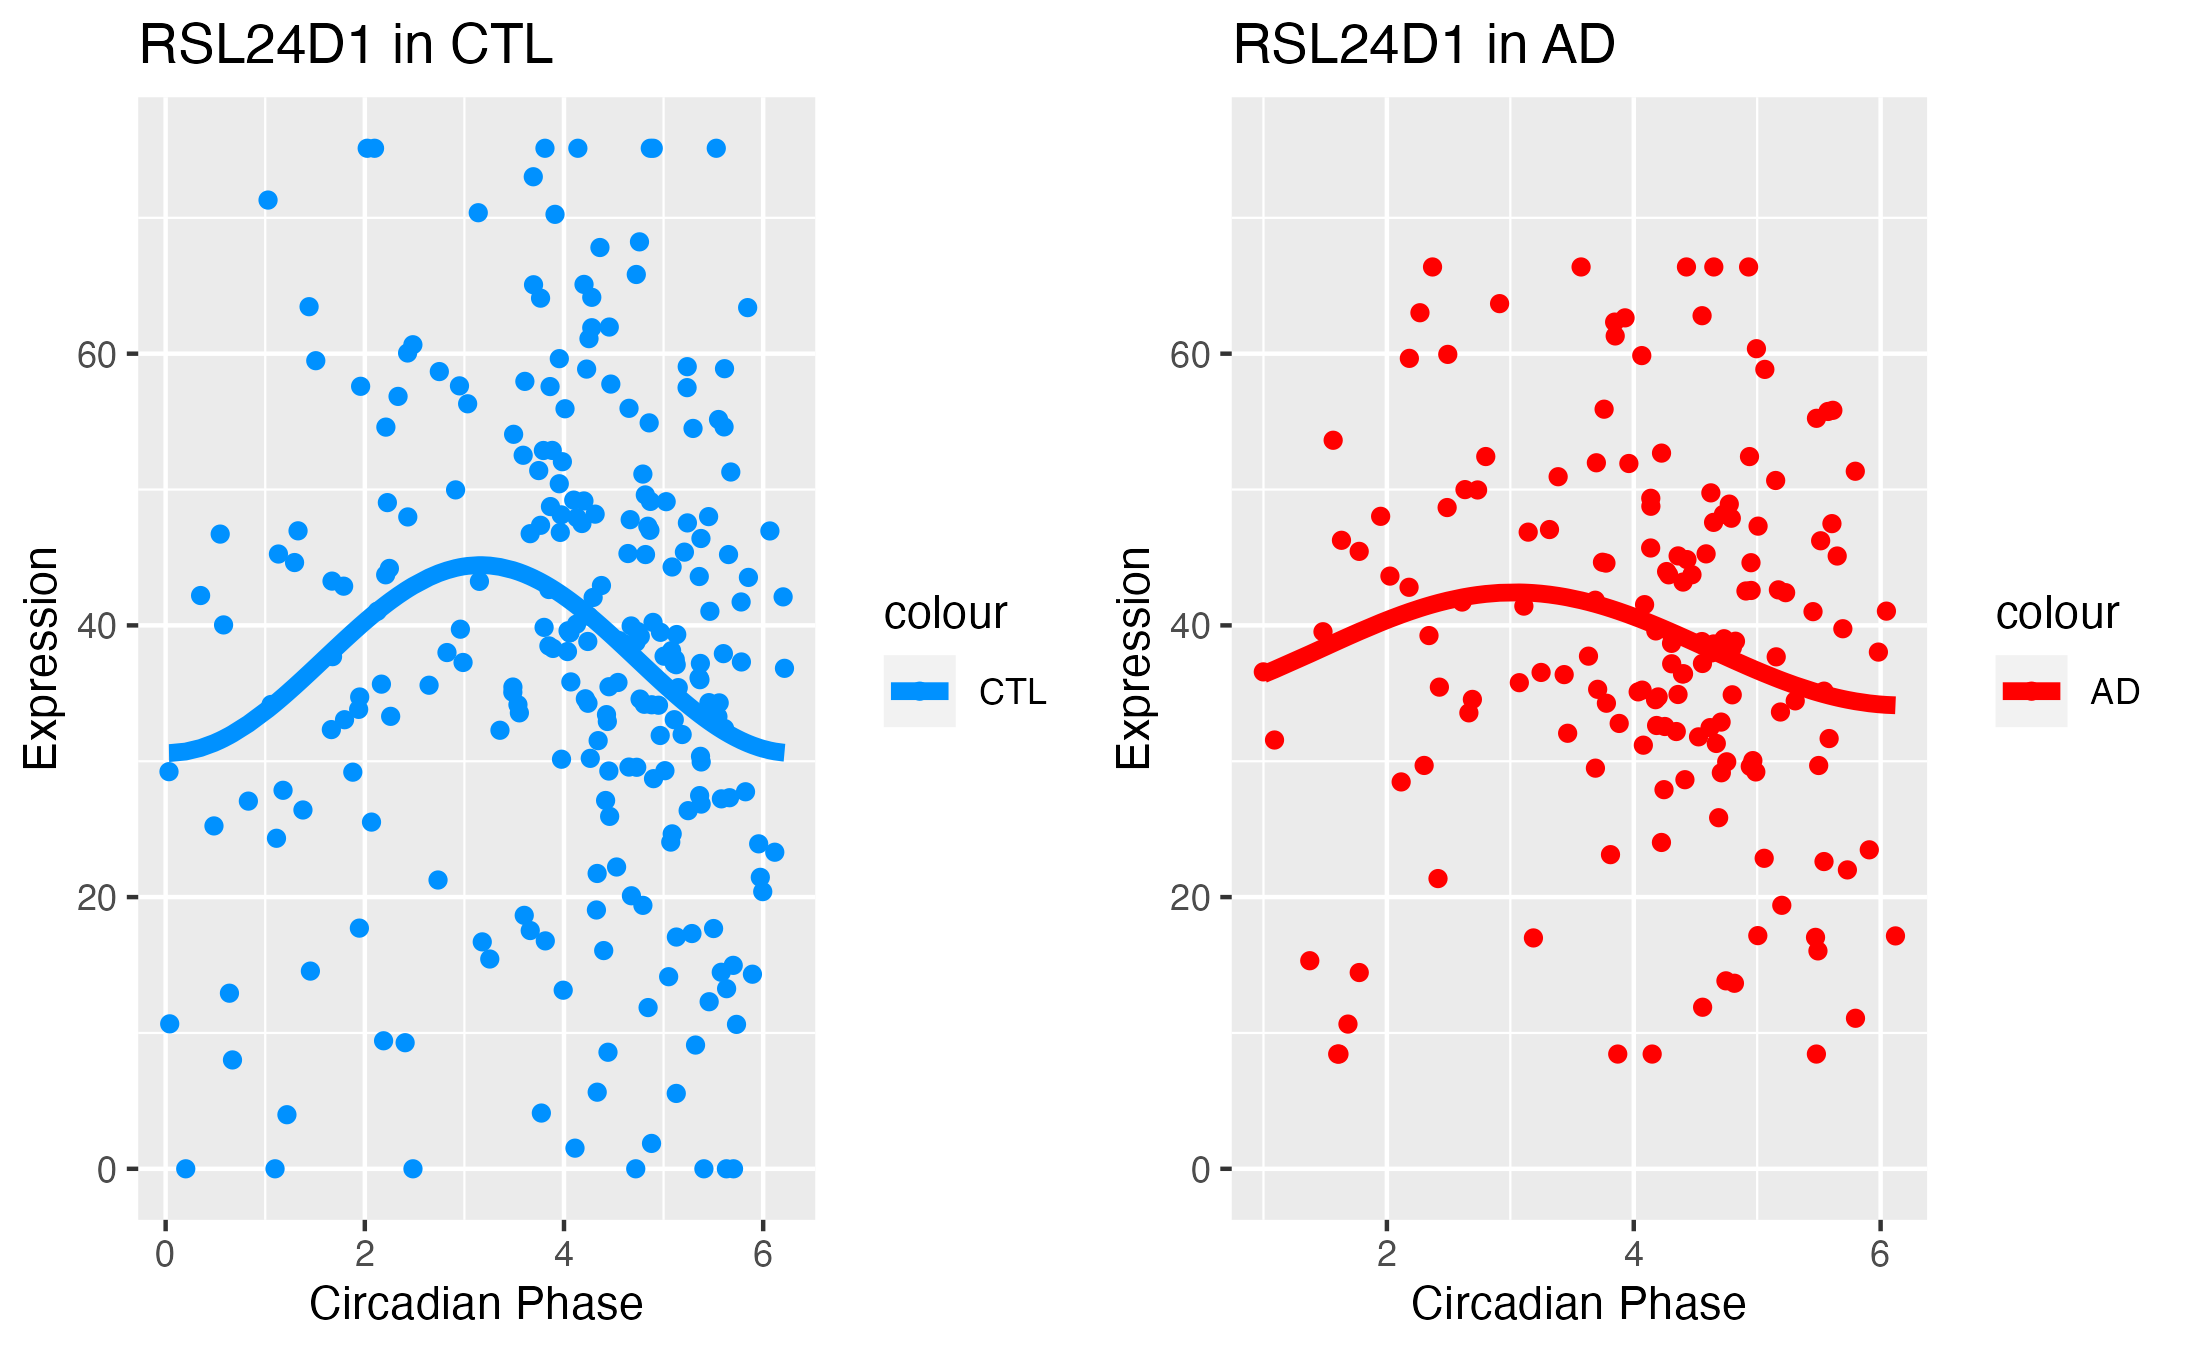 RSL24D1 in CTL
Expression
60
40
20
0
0 2 4 6
Circadian Phase
colour
CTL
RSL24D1 in AD
Expression
60
40
20
0
2 4 6
Circadian Phase
colour
AD